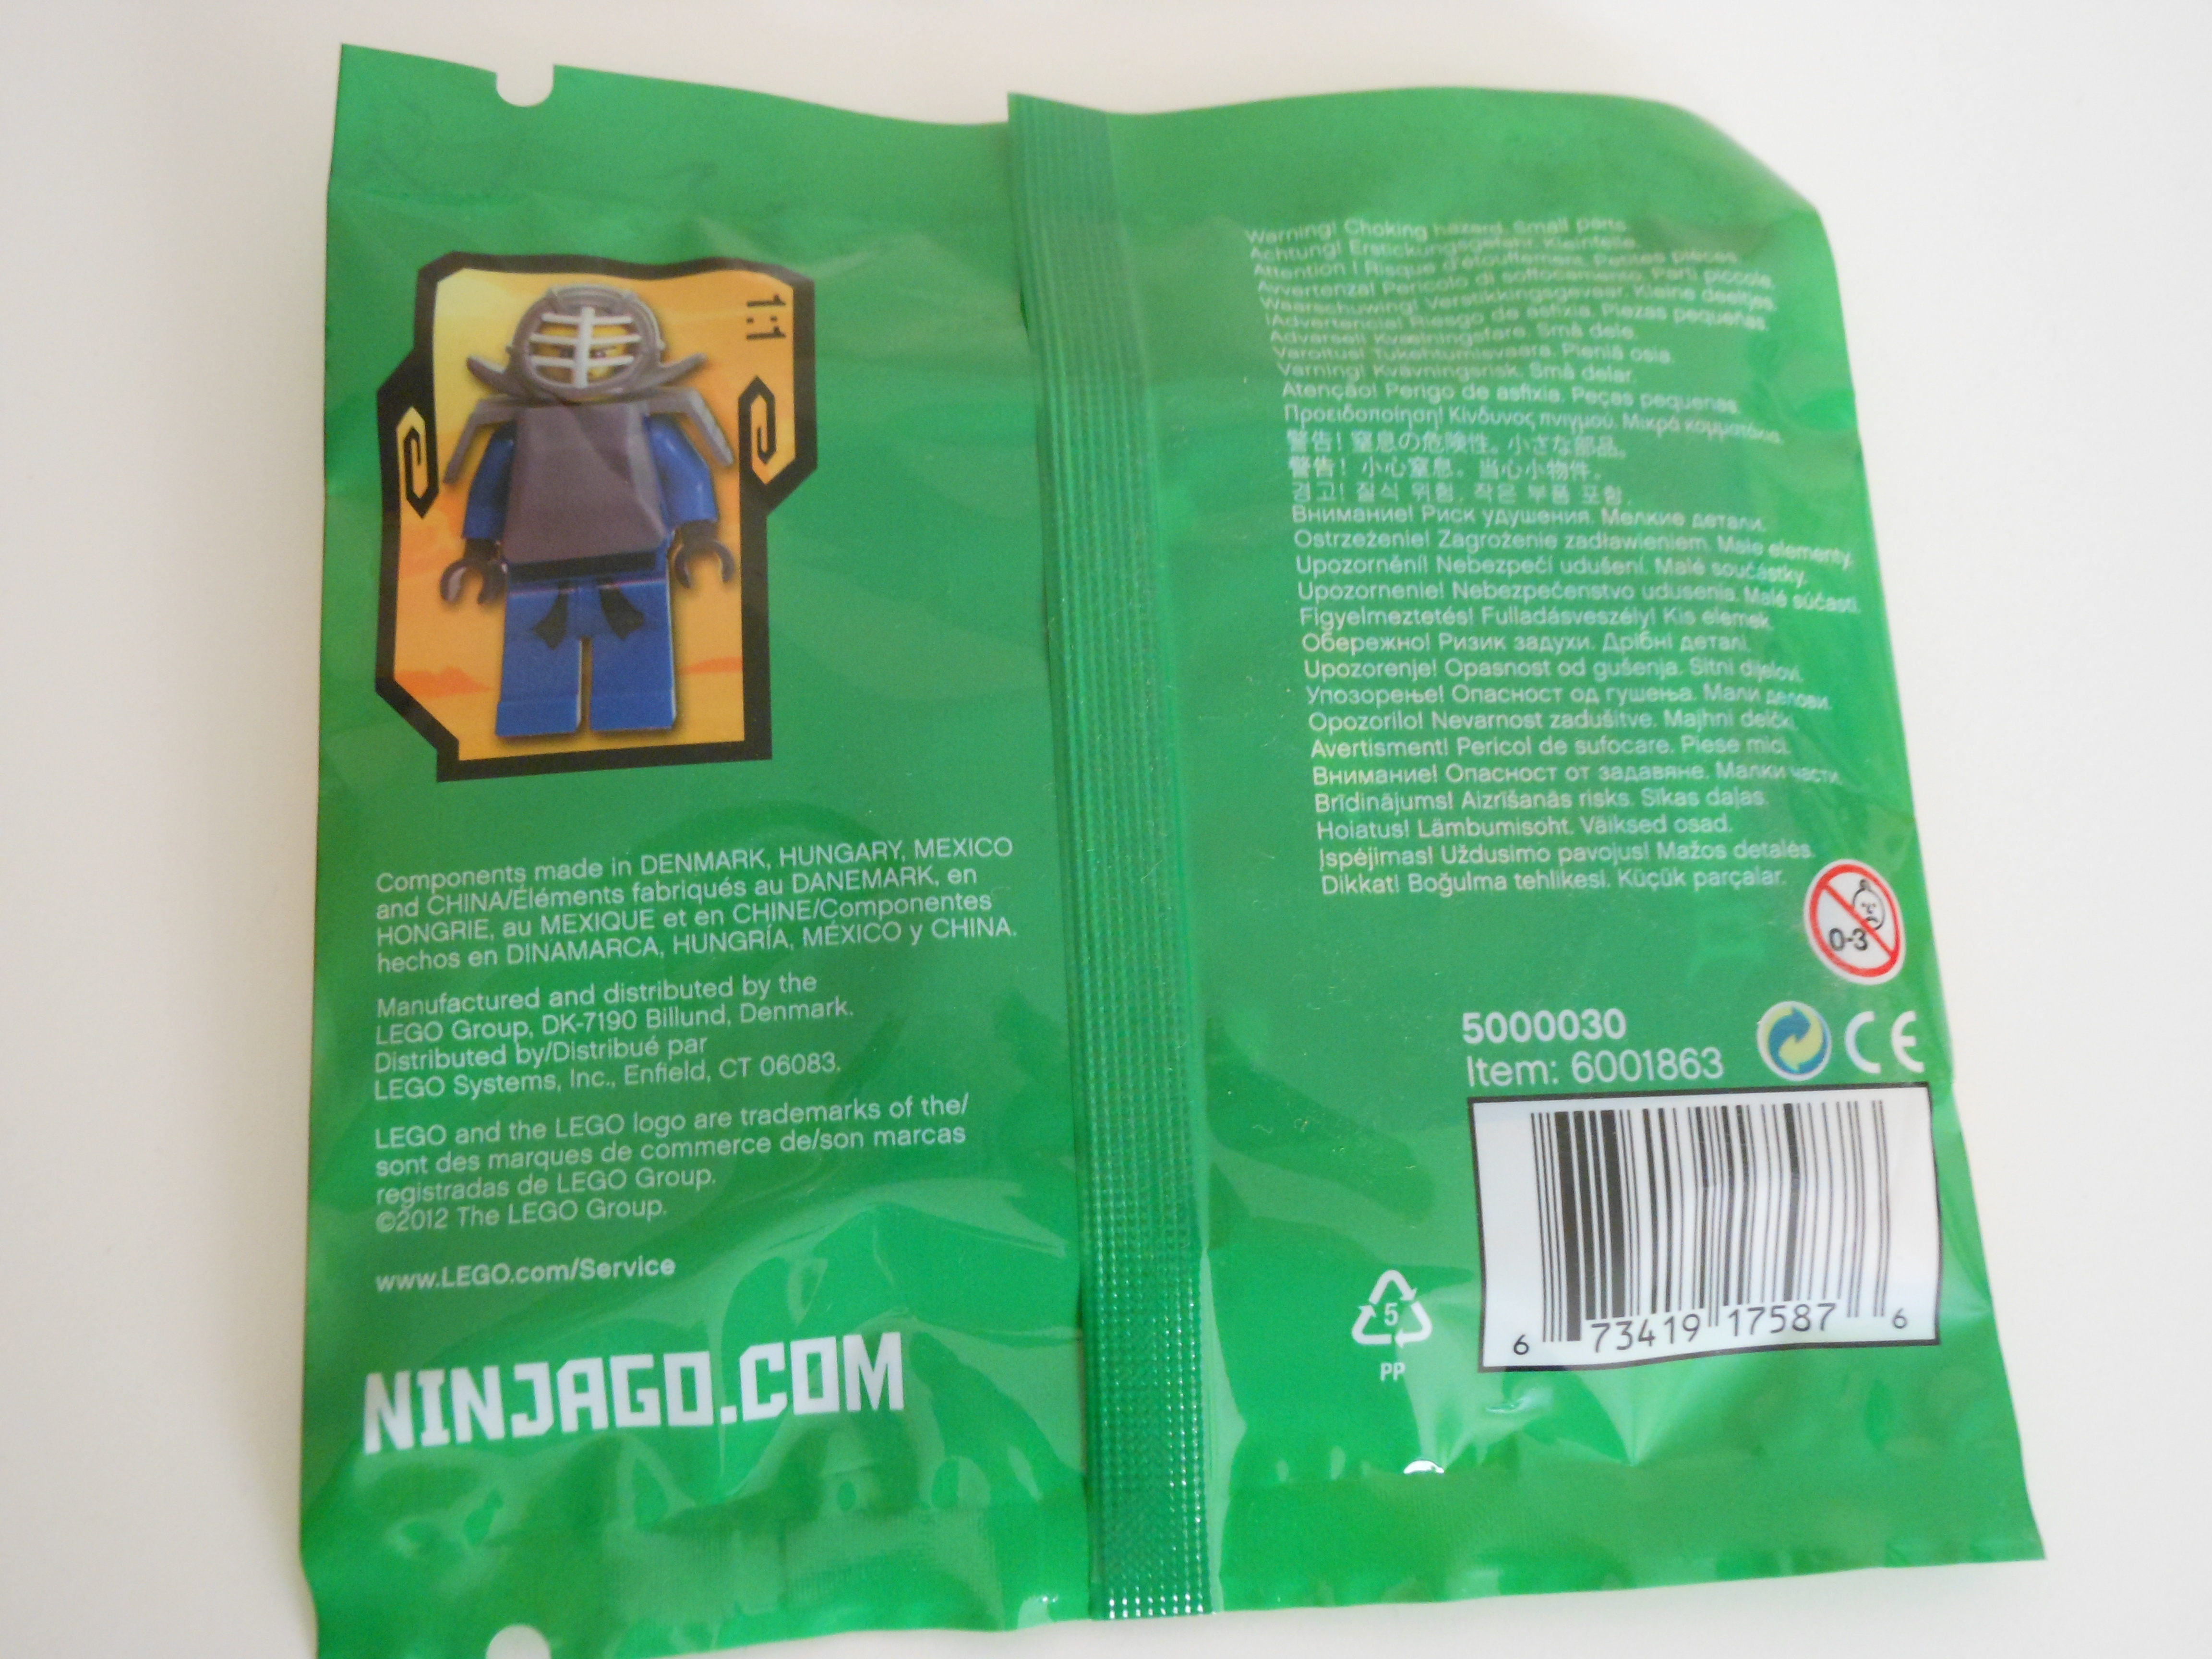 1:1
Components made in DENMARK, HUNGARY, MEXICO
and CHINA/Éléments fabriqués au DANEMARK, en
HONGRIE, au MEXIQUE et en CHINE/Componentes
hechos en DINAMARCA, HUNGRÍA, MÉXICO y CHINA.
Manufactured and distributed by the
LEGO Group, DK-7190 Billund, Denmark.
Distributed by/Distribué par
LEGO Systems, Inc., Enfield, CT 06083.
LEGO and the LEGO logo are trademarks of the/
sont des marques de commerce de/son marcas
registradas de LEGO Group.
©2012 The LEGO Group.
www.LEGO.com/Service
NINJAGO.COM
Warning! Choking hazard. Small parts.
Achtung! Erstickungsgefahr. Kleinteile.
Attention ! Risque d'étouffement. Petites pièces.
Avvertenza! Pericolo di soffocamento. Parti piccole.
Waarschuwing! Verstikkingsgevaar. Kleine deeltjes.
¡Advertencia! Riesgo de asfixia. Piezas pequeñas.
Advarsel! Kvælningsfare. Små dele.
Varoitus! Tukehtumisvaara. Pieniä osia.
Varning! Kvävningsrisk. Små delar.
Atenção! Perigo de asfixia. Peças pequenas.
Προειδοποίηση! Κίνδυνος πνιγμού. Μικρά κομματάκια.
警告! 窒息の危険性。小さな部品。
警告! 小心窒息。当心小物件。
경고! 질식 위험. 작은 부품 포함.
Внимание! Риск удушения. Мелкие детали.
Ostrzeżenie! Zagrożenie zadławieniem. Małe elementy.
Upozornění! Nebezpečí udušení. Malé součástky.
Upozornenie! Nebezpečenstvo udusenia. Malé súčasti.
Figyelmeztetés! Fulladásveszély! Kis elemek.
Обережно! Ризик задухи. Дрібні деталі.
Upozorenje! Opasnost od gušenja. Sitni dijelovi.
Упозорење! Опасност од гушења. Мали делови.
Opozorilo! Nevarnost zadušitve. Majhni delčki.
Avertisment! Pericol de sufocare. Piese mici.
Внимание! Опасност от задавяне. Малки части.
Brīdinājums! Aizrīšanās risks. Sīkas daļas.
Hoiatus! Lämbumisoht. Väiksed osad.
Įspėjimas! Uždusimo pavojus! Mažos detalės.
Dikkat! Boğulma tehlikesi. Küçük parçalar.
0-3
5000030
Item: 6001863
CE
6 73419 17587 6
5
PP